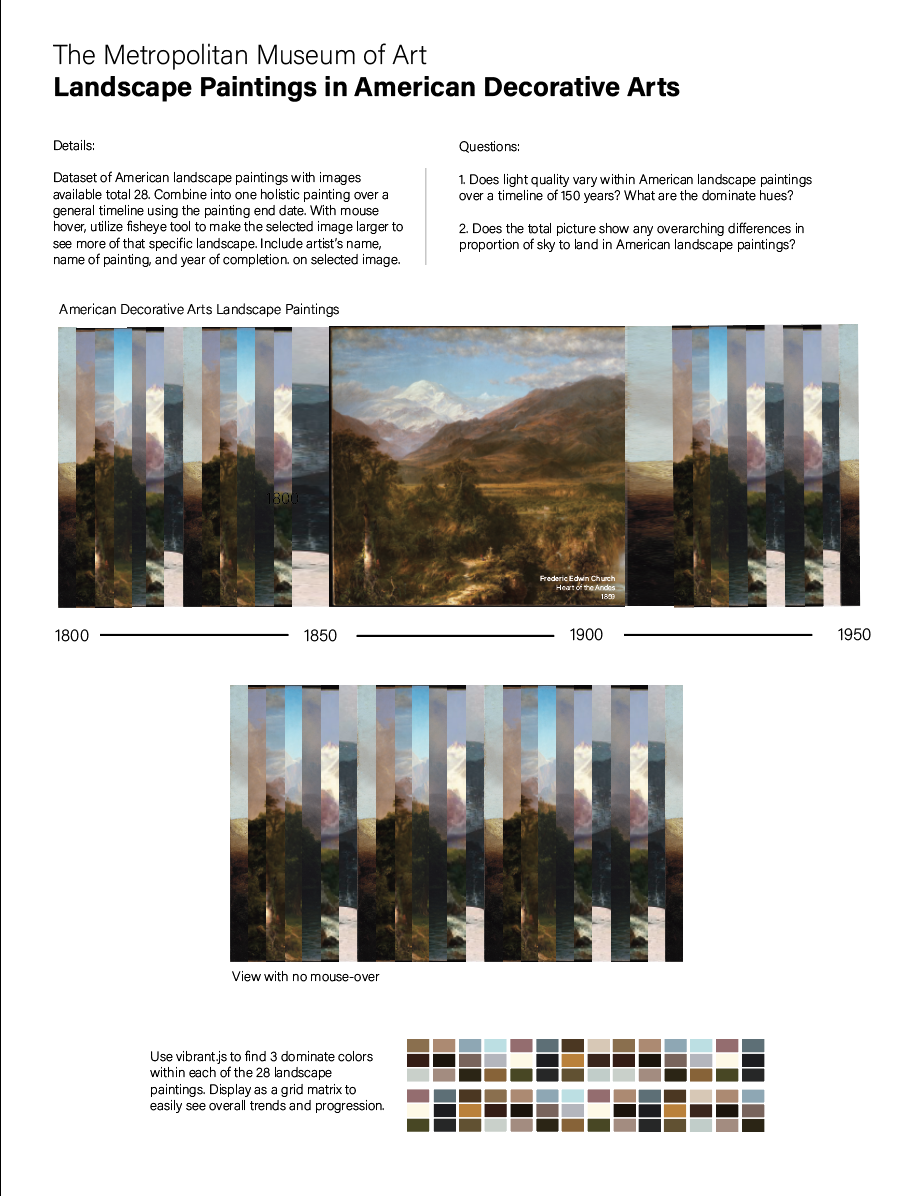 The Metropolitan Museum of Art
Landscape Paintings in American Decorative Arts
Details:
Dataset of American landscape paintings with images
available total 28. Combine into one holistic painting over a
general timeline using the painting end date. With mouse
hover, utilize fisheye tool to make the selected image larger to
see more of that specific landscape. Include artist's name,
name of painting, and year of completion. on selected image.
Questions:
1. Does light quality vary within American landscape paintings
over a timeline of 150 years? What are the dominate hues?
2. Does the total picture show any overarching differences in
proportion of sky to land in American landscape paintings?
American Decorative Arts Landscape Paintings
1800
Frederic Edwin Church
Heart of the Andes
1859
1800
1850
1900
1950
View with no mouse-over
Use vibrant.js to find 3 dominate colors
within each of the 28 landscape
paintings. Display as a grid matrix to
easily see overall trends and progression.